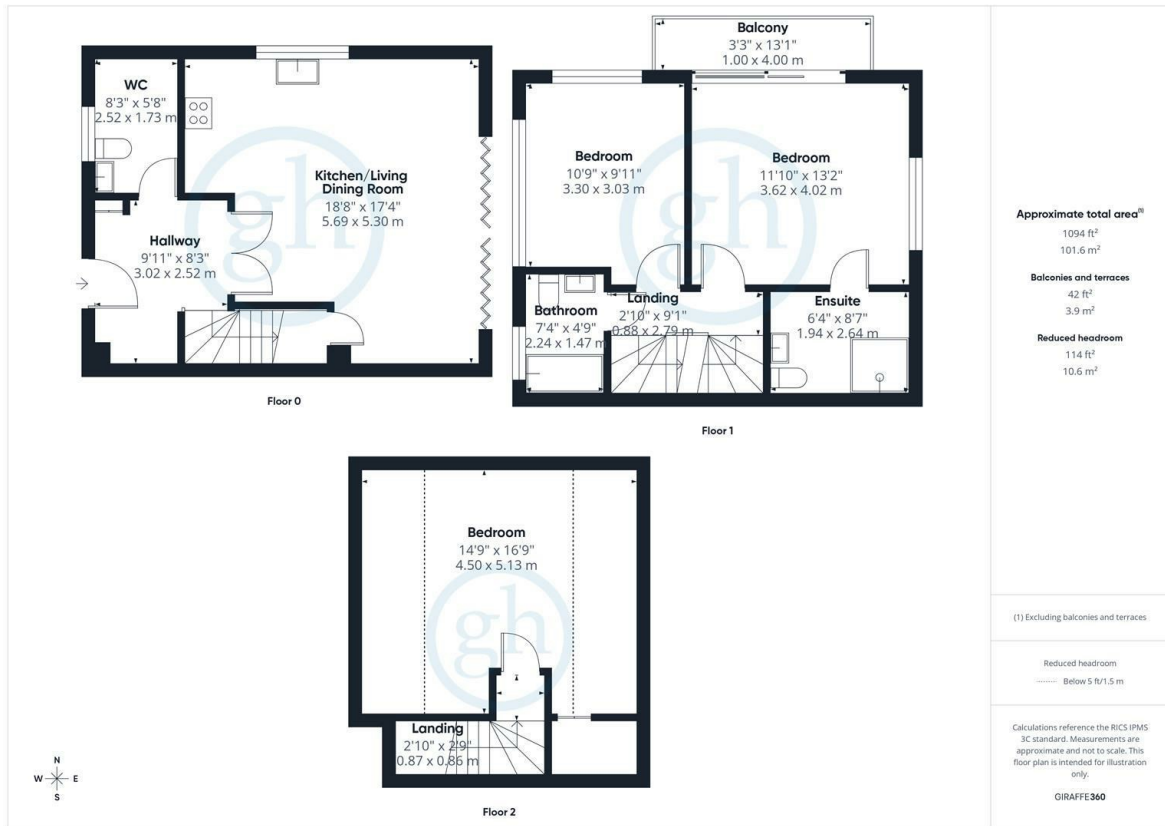 WC
8'3" x 5'8"
2.52 x 1.73 m
Kitchen/Living
Dining Room
18'8" x 17'4"
5.69 x 5.30 m
Hallway
9'11" x 8'3"
3.02 x 2.52 m
gh
Floor 0
Balcony
3'3" x 13'1"
1.00 x 4.00 m
Bedroom
10'9" x 9'11"
3.30 x 3.03 m
Bedroom
11'10" x 13'2"
3.62 x 4.02 m
gh
Bathroom
7'4" x 4'9"
2.24 x 1.47 m
Landing
2'10" x 9'1"
0.88 x 2.79 m
Ensuite
6'4" x 8'7"
1.94 x 2.64 m
Floor 1
Bedroom
14'9" x 16'9"
4.50 x 5.13 m
gh
Landing
2'10" x 2'9"
0.87 x 0.86 m
Floor 2
N
W E
S
Approximate total area(1)
1094 ft²
101.6 m²
Balconies and terraces
42 ft²
3.9 m²
Reduced headroom
114 ft²
10.6 m²
(1) Excluding balconies and terraces
Reduced headroom
Below 5 ft/1.5 m
Calculations reference the RICS IPMS
3C standard. Measurements are
approximate and not to scale. This
floor plan is intended for illustration
only.
GIRAFFE360